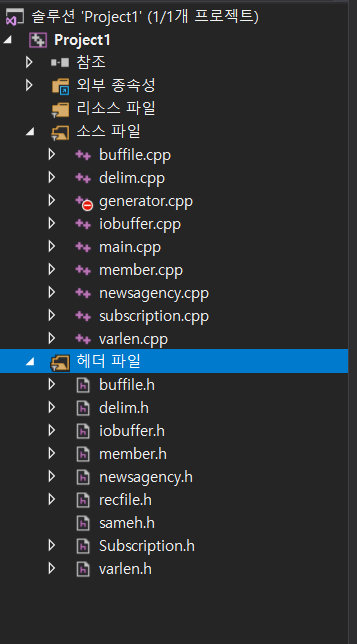 솔루션 'Project1' (1/1개 프로젝트)
Project1
참조
외부 종속성
리소스 파일
소스 파일
buffile.cpp
delim.cpp
generator.cpp
iobuffer.cpp
main.cpp
member.cpp
newsagency.cpp
subscription.cpp
varlen.cpp
헤더 파일
buffile.h
delim.h
iobuffer.h
member.h
newsagency.h
recfile.h
sameh.h
Subscription.h
varlen.h